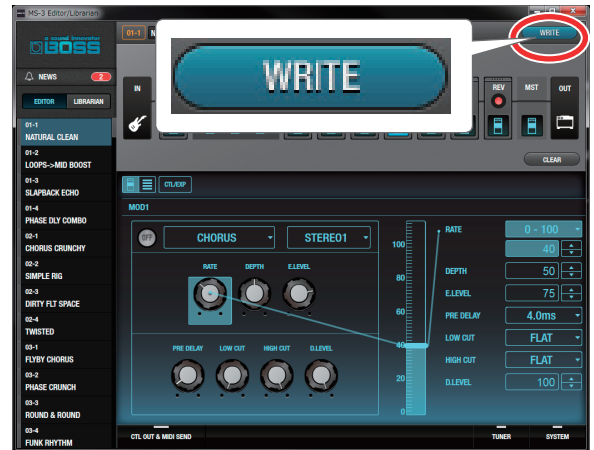 MS-3 Editor/Librarian
a sound innovator
BOSS
01-1 N
WRITE
WRITE
NEWS 2
EDITOR LIBRARIAN
IN
REV MST OUT
CLEAR
01-1
NATURAL CLEAN
01-2
LOOPS->MID BOOST
01-3
SLAPBACK ECHO
01-4
PHASE DLY COMBO
02-1
CHORUS CRUNCHY
02-2
SIMPLE RIG
02-3
DIRTY FLT SPACE
02-4
TWISTED
03-1
FLYBY CHORUS
03-2
PHASE CRUNCH
03-3
ROUND & ROUND
03-4
FUNK RHYTHM
CTL/EXP
MOD1
OFF CHORUS STEREO1
RATE DEPTH E.LEVEL
PRE DELAY LOW CUT HIGH CUT D.LEVEL
100
80
60
40
20
0
RATE 0 - 100
40
DEPTH 50
E.LEVEL 75
PRE DELAY 4.0ms
LOW CUT FLAT
HIGH CUT FLAT
D.LEVEL 100
CTL OUT & MIDI SEND TUNER SYSTEM